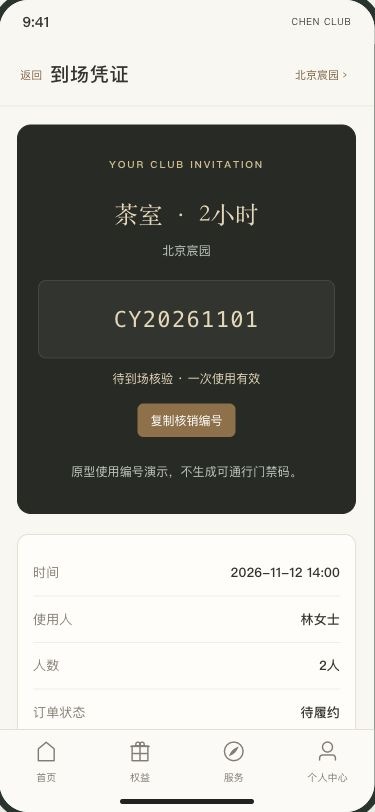 9:41 CHEN CLUB
返回 到场凭证 北京宸园 ›
YOUR CLUB INVITATION
茶室 · 2小时
北京宸园
CY20261101
待到场核验 · 一次使用有效
复制核销编号
原型使用编号演示，不生成可通行门禁码。
时间 2026-11-12 14:00
使用人 林女士
人数 2人
订单状态 待履约
首页 权益 服务 个人中心